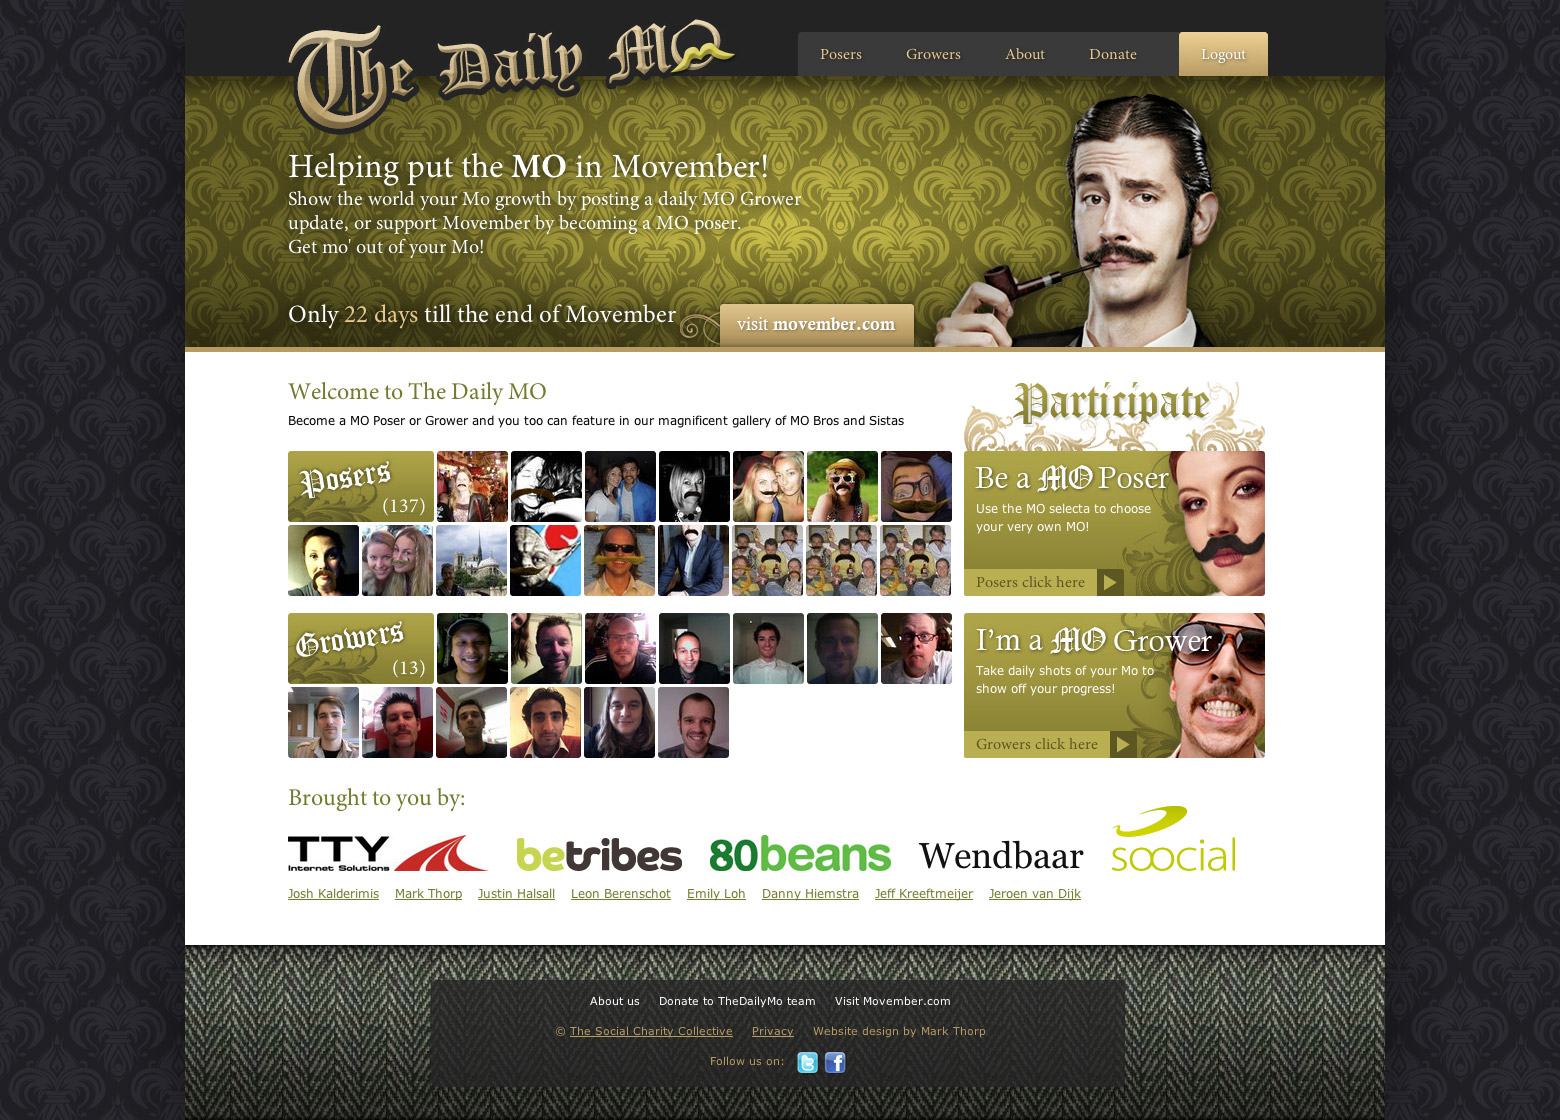 The Daily MO
Posers Growers About Donate Logout
Helping put the MO in Movember!
Show the world your Mo growth by posting a daily MO Grower
update, or support Movember by becoming a MO poser.
Get mo' out of your Mo!
Only 22 days till the end of Movember
visit movember.com
Welcome to The Daily MO
Become a MO Poser or Grower and you too can feature in our magnificent gallery of MO Bros and Sistas
Posers
(137)
Growers
(13)
Participate
Be a MO Poser
Use the MO selecta to choose
your very own MO!
Posers click here
I'm a MO Grower
Take daily shots of your Mo to
show off your progress!
Growers click here
Brought to you by:
TTY
Internet Solutions
betribes
80beans
Wendbaar
soocial
Josh Kalderimis Mark Thorp Justin Halsall Leon Berenschot Emily Loh Danny Hiemstra Jeff Kreeftmeijer Jeroen van Dijk
About us Donate to TheDailyMo team Visit Movember.com
© The Social Charity Collective Privacy Website design by Mark Thorp
Follow us on: